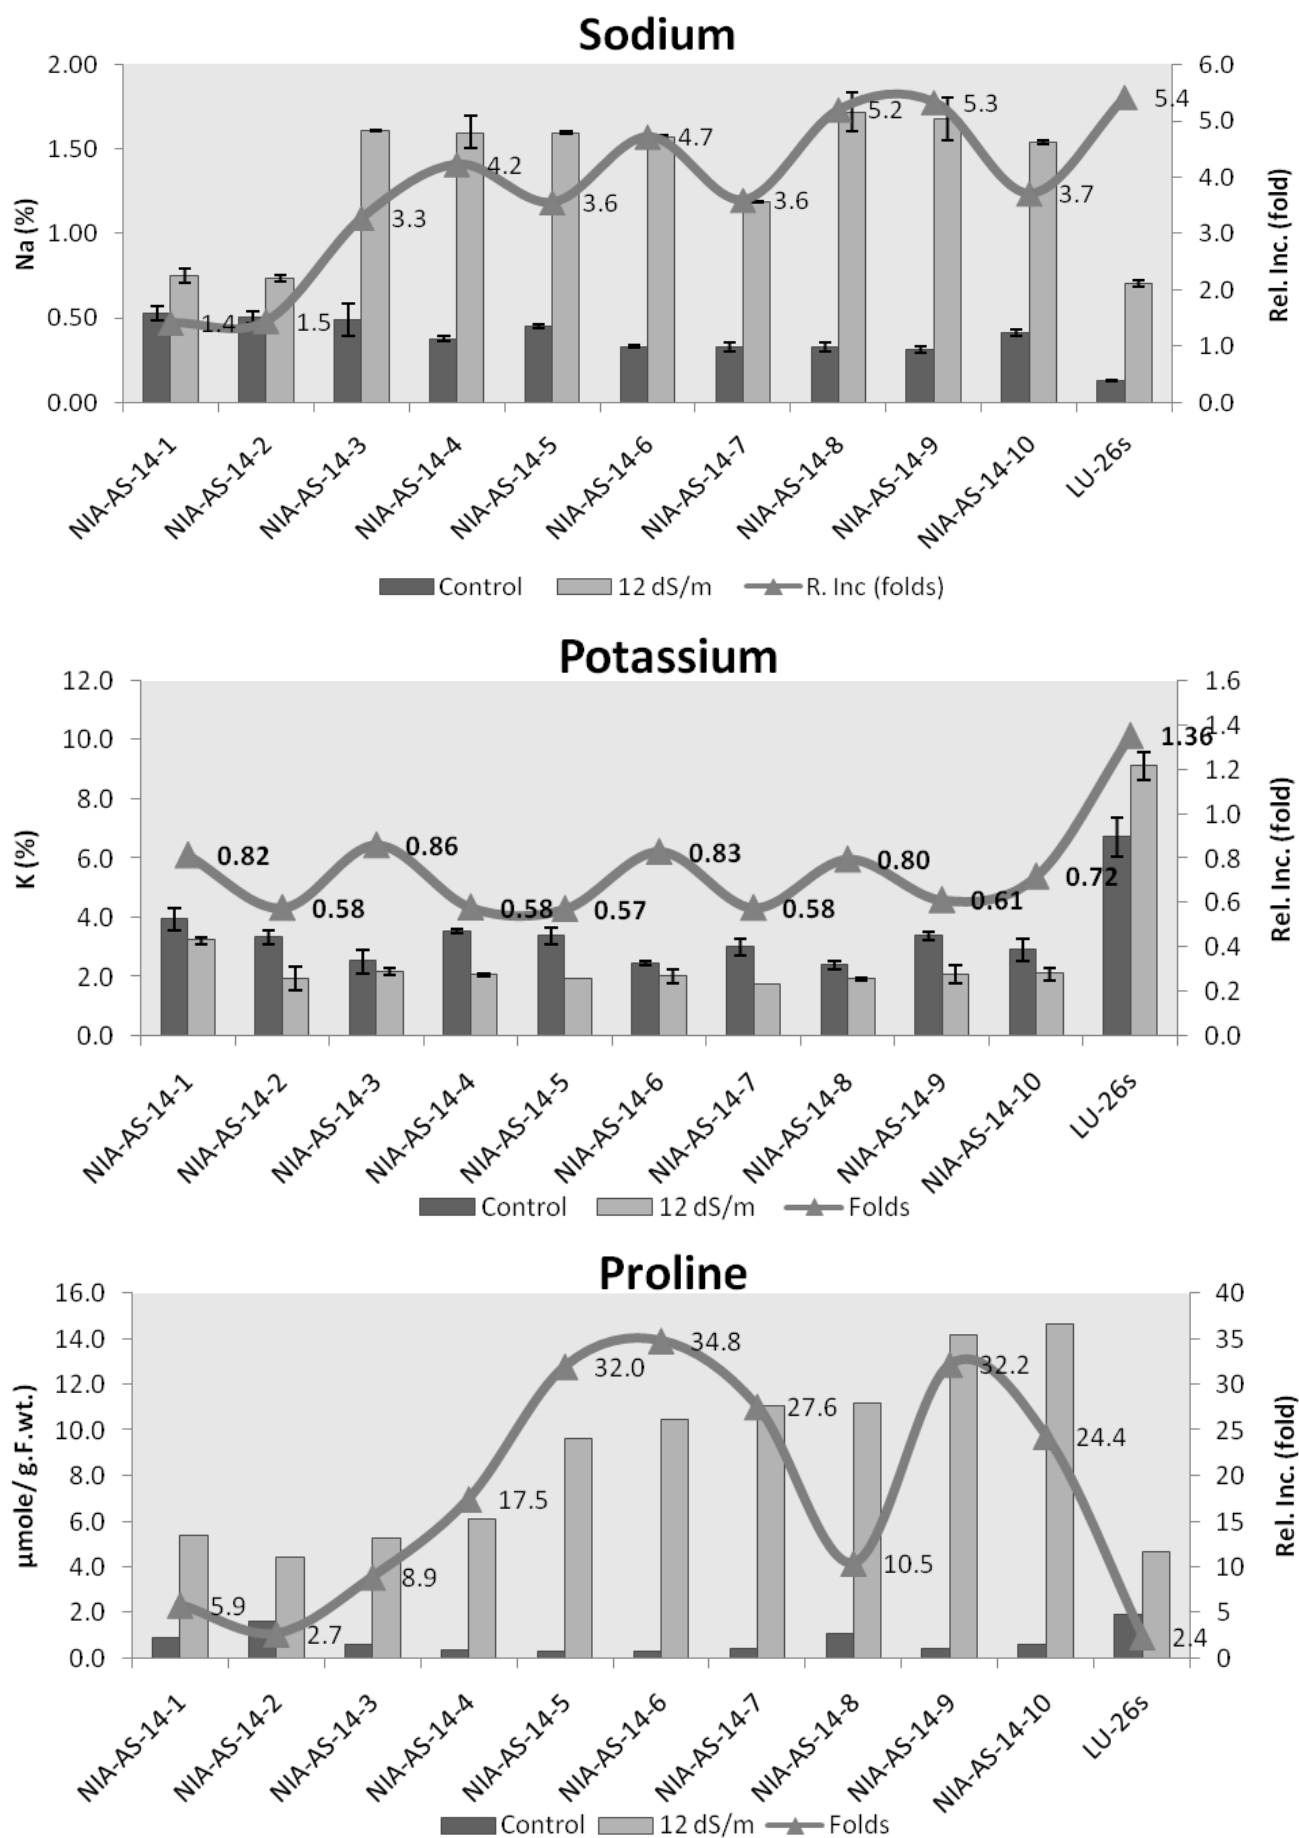 Sodium
2.00
1.50
1.00
0.50
0.00
Na (%)
6.0
5.0
4.0
3.0
2.0
1.0
0.0
Rel. Inc. (fold)
1.4
1.5
3.3
4.2
3.6
4.7
3.6
5.2
5.3
3.7
5.4
NIA-AS-14-1
NIA-AS-14-2
NIA-AS-14-3
NIA-AS-14-4
NIA-AS-14-5
NIA-AS-14-6
NIA-AS-14-7
NIA-AS-14-8
NIA-AS-14-9
NIA-AS-14-10
LU-26s
Control 12 dS/m R. Inc (folds)
Potassium
12.0
10.0
8.0
6.0
4.0
2.0
0.0
K (%)
1.6
1.4
1.2
1.0
0.8
0.6
0.4
0.2
0.0
Rel. Inc. (fold)
0.82
0.58
0.86
0.58
0.57
0.83
0.58
0.80
0.61
0.72
1.36
NIA-AS-14-1
NIA-AS-14-2
NIA-AS-14-3
NIA-AS-14-4
NIA-AS-14-5
NIA-AS-14-6
NIA-AS-14-7
NIA-AS-14-8
NIA-AS-14-9
NIA-AS-14-10
LU-26s
Control 12 dS/m Folds
Proline
16.0
14.0
12.0
10.0
8.0
6.0
4.0
2.0
0.0
µmole/ g.F.wt.)
40
35
30
25
20
15
10
5
0
Rel. Inc. (fold)
5.9
2.7
8.9
17.5
32.0
34.8
27.6
10.5
32.2
24.4
2.4
NIA-AS-14-1
NIA-AS-14-2
NIA-AS-14-3
NIA-AS-14-4
NIA-AS-14-5
NIA-AS-14-6
NIA-AS-14-7
NIA-AS-14-8
NIA-AS-14-9
NIA-AS-14-10
LU-26s
Control 12 dS/m Folds